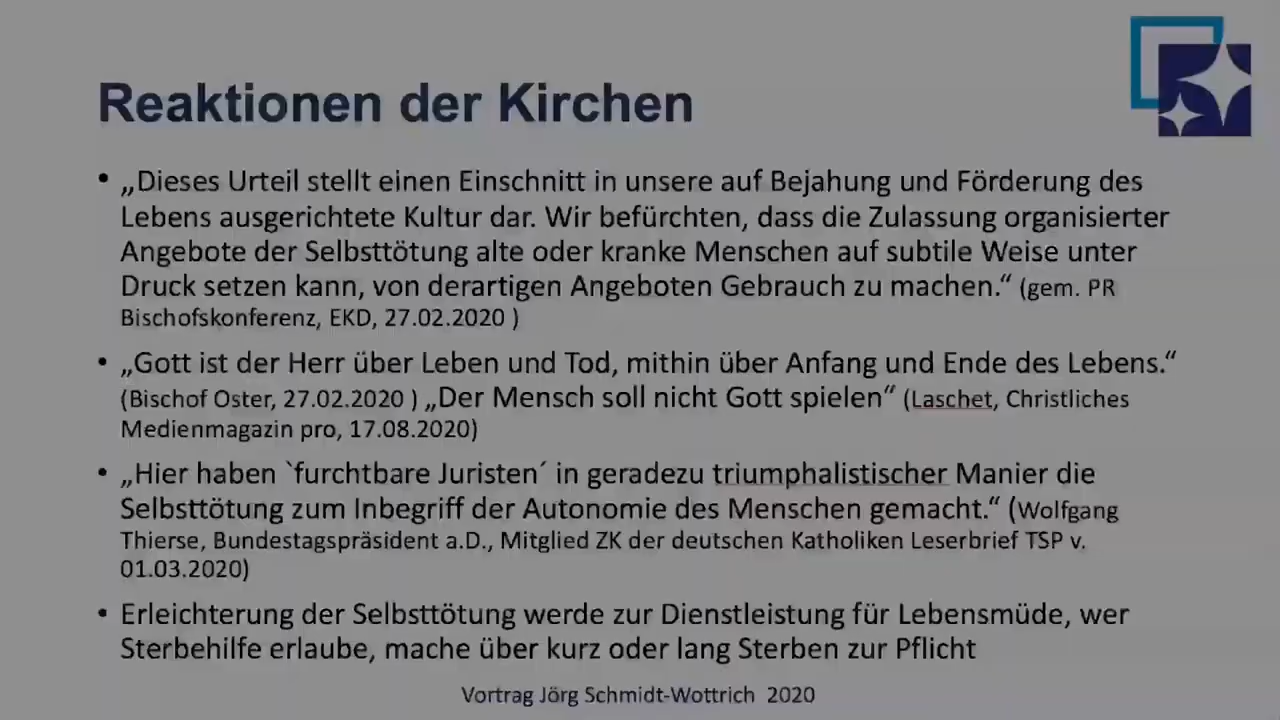 Reaktionen der Kirchen
• „Dieses Urteil stellt einen Einschnitt in unsere auf Bejahung und Förderung des
Lebens ausgerichtete Kultur dar. Wir befürchten, dass die Zulassung organisierter
Angebote der Selbsttötung alte oder kranke Menschen auf subtile Weise unter
Druck setzen kann, von derartigen Angeboten Gebrauch zu machen.“ (gem. PR
Bischofskonferenz, EKD, 27.02.2020 )
• „Gott ist der Herr über Leben und Tod, mithin über Anfang und Ende des Lebens.“
(Bischof Oster, 27.02.2020 ) „Der Mensch soll nicht Gott spielen“ (Laschet, Christliches
Medienmagazin pro, 17.08.2020)
• „Hier haben `furchtbare Juristen´ in geradezu triumphalistischer Manier die
Selbsttötung zum Inbegriff der Autonomie des Menschen gemacht.“ (Wolfgang
Thierse, Bundestagspräsident a.D., Mitglied ZK der deutschen Katholiken Leserbrief TSP v.
01.03.2020)
• Erleichterung der Selbsttötung werde zur Dienstleistung für Lebensmüde, wer
Sterbehilfe erlaube, mache über kurz oder lang Sterben zur Pflicht
Vortrag Jörg Schmidt-Wottrich 2020